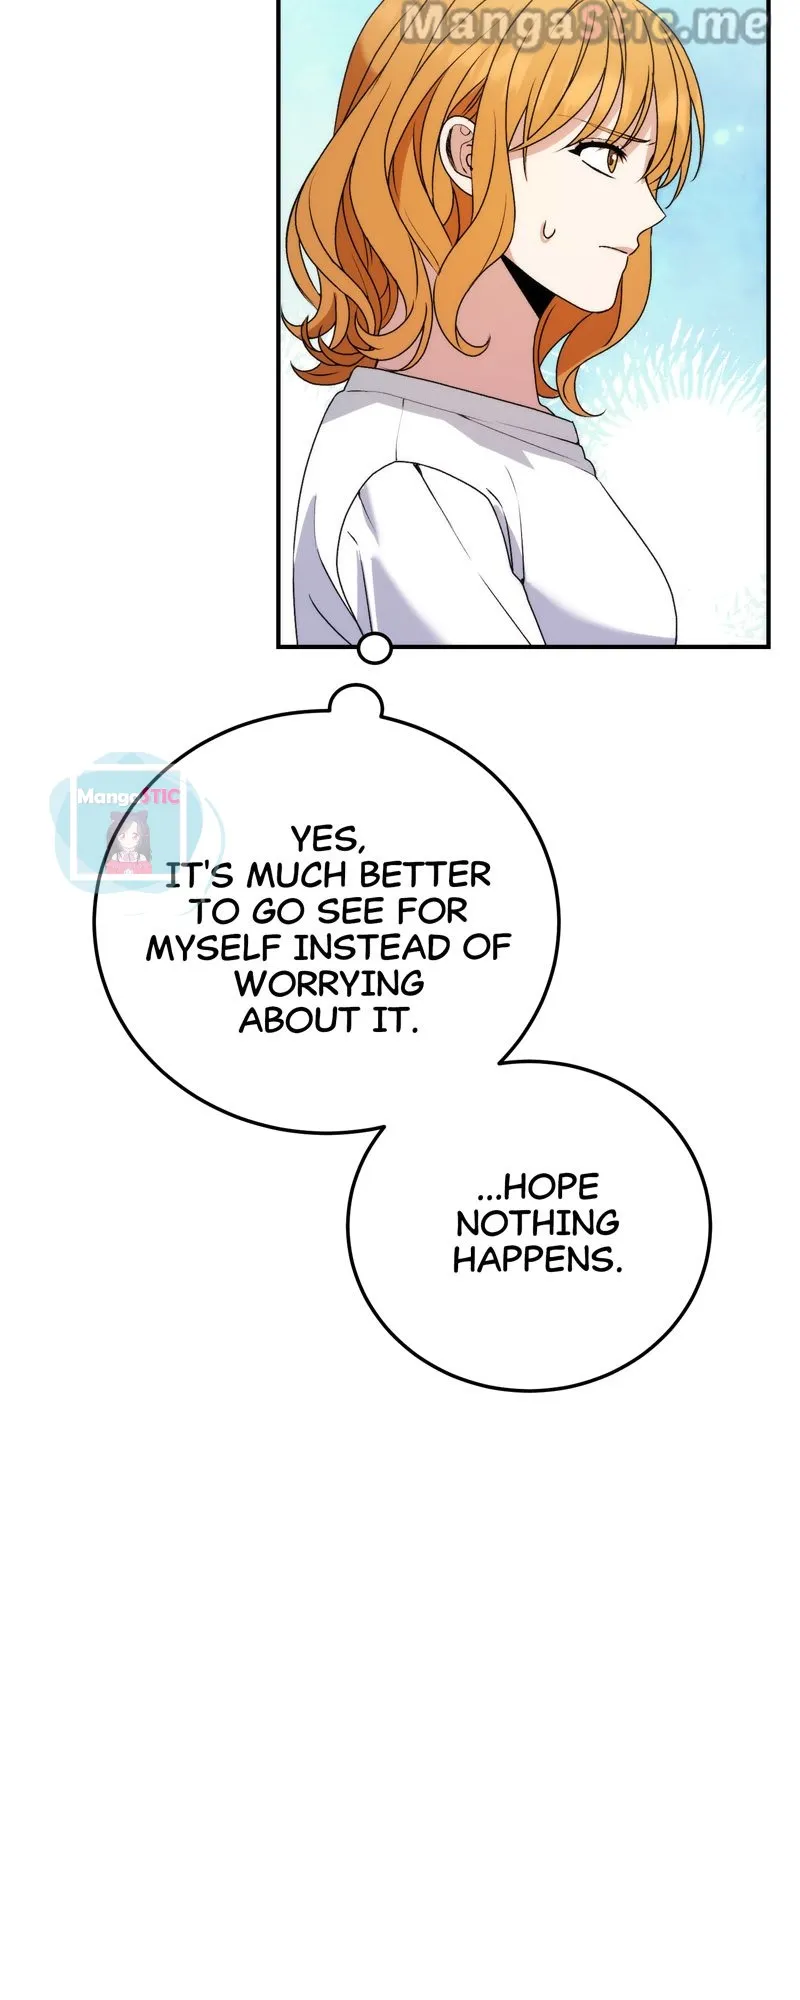 MangaStic.me
MangaSTIC
YES,
IT'S MUCH BETTER
TO GO SEE FOR
MYSELF INSTEAD OF
WORRYING
ABOUT IT.
...HOPE
NOTHING
HAPPENS.